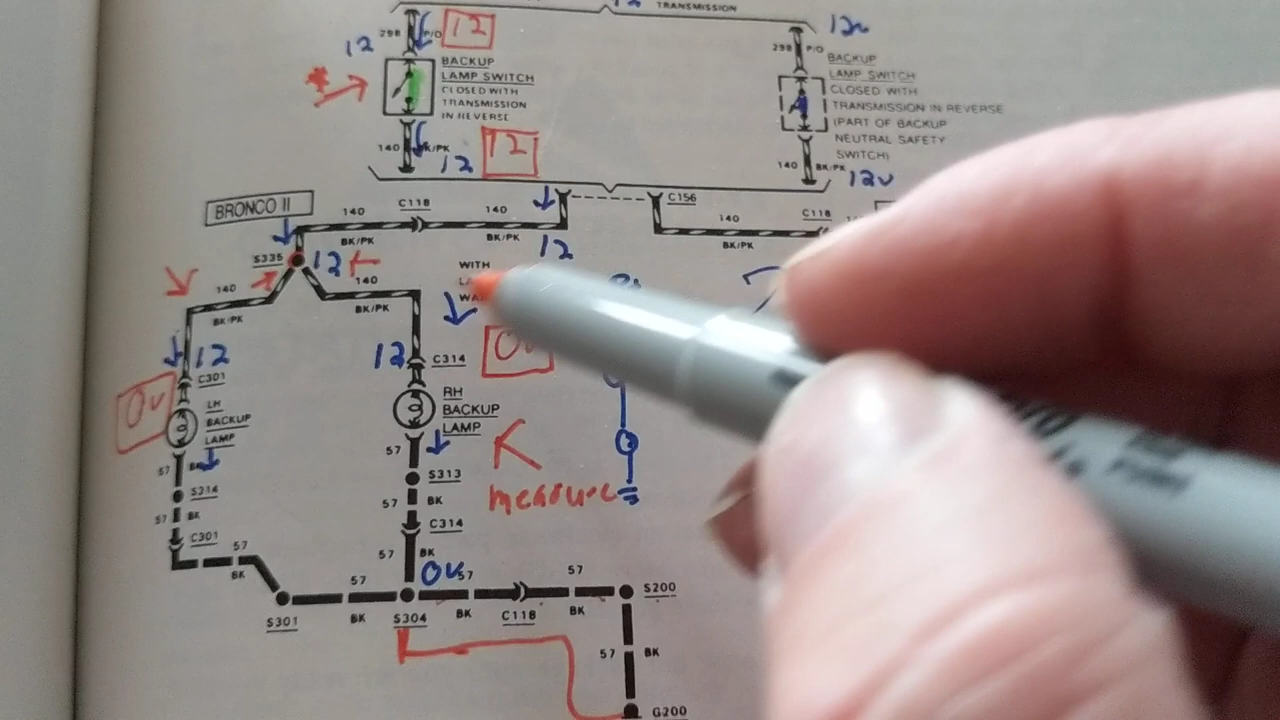 TRANSMISSION
12
298
P/O
12
BACKUP
LAMP SWITCH
CLOSED WITH
TRANSMISSION
IN REVERSE
12v
298
P/O
BACKUP
LAMP SWITCH
CLOSED WITH
TRANSMISSION IN REVERSE
(PART OF BACKUP
NEUTRAL SAFETY
SWITCH)
140
BK/PK
12
12
140
BK/PK
12v
BRONCO II
140
C118
140
C156
140
C118
BK/PK
BK/PK
BK/PK
S335
12
12
WITH
140
140
BK/PK
BK/PK
12
12
C314
0v
C301
0v
LH
BACKUP
LAMP
RH
BACKUP
LAMP
57
57
S313
measure
S214
57
BK
57
BK
C301
C314
57
BK
57
BK
0v
57
57
57
S200
S301
BK
S304
BK
C118
BK
57
BK
G200